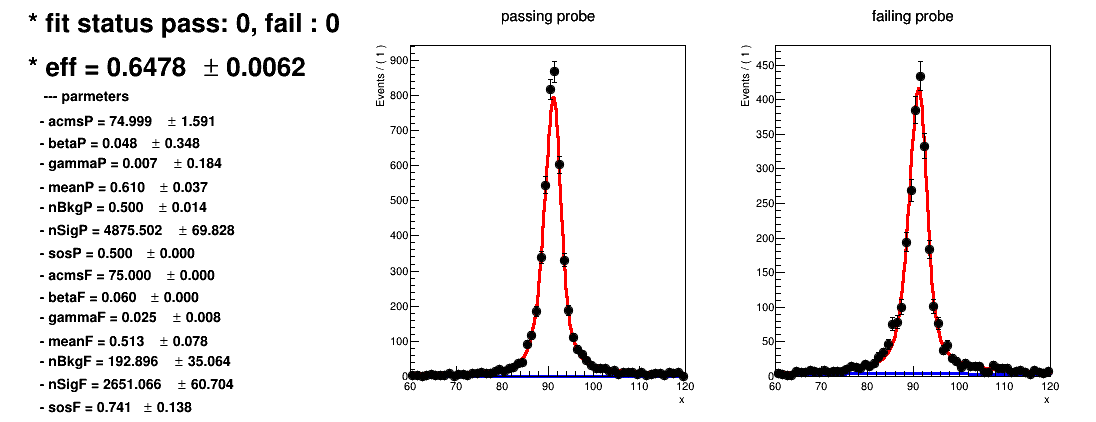 * fit status pass: 0, fail : 0
* eff = 0.6478 ± 0.0062
--- parmeters
- acmsP = 74.999 ± 1.591
- betaP = 0.048 ± 0.348
- gammaP = 0.007 ± 0.184
- meanP = 0.610 ± 0.037
- nBkgP = 0.500 ± 0.014
- nSigP = 4875.502 ± 69.828
- sosP = 0.500 ± 0.000
- acmsF = 75.000 ± 0.000
- betaF = 0.060 ± 0.000
- gammaF = 0.025 ± 0.008
- meanF = 0.513 ± 0.078
- nBkgF = 192.896 ± 35.064
- nSigF = 2651.066 ± 60.704
- sosF = 0.741 ± 0.138
passing probe
Events / ( 1 )
900
800
700
600
500
400
300
200
100
0
60 70 80 90 100 110 120
x
failing probe
Events / ( 1 )
450
400
350
300
250
200
150
100
50
0
60 70 80 90 100 110 120
x